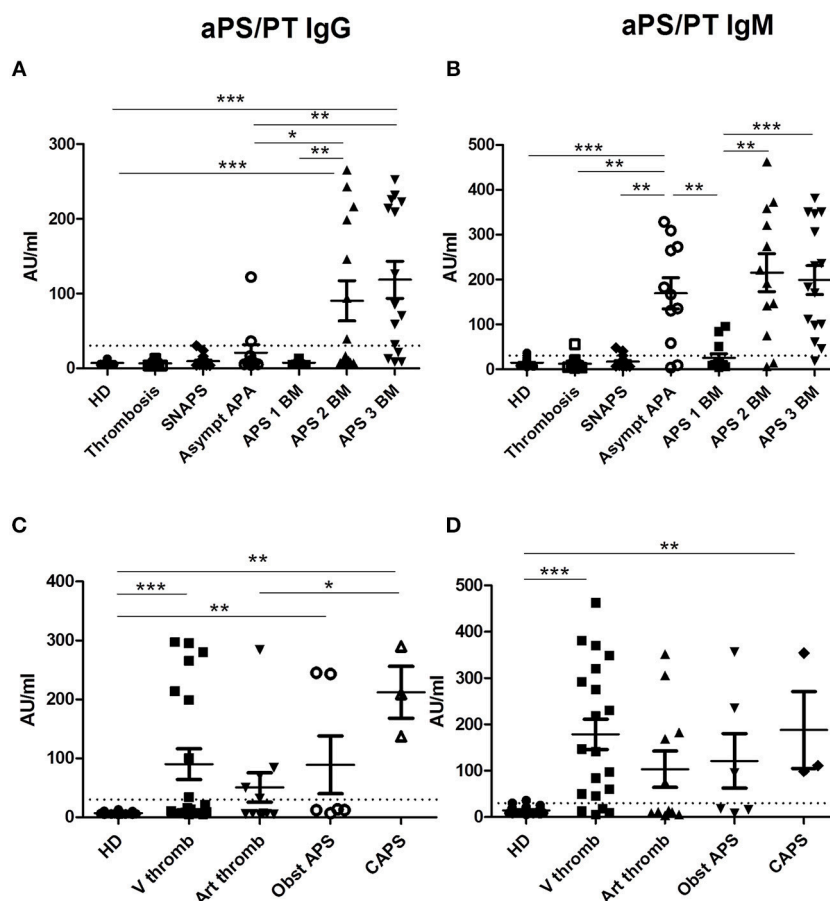 aPS/PT IgG
aPS/PT IgM
A
***
**
*
**
***
300
200
100
0
AU/ml
HD
Thrombosis
SNAPS
Asympt APA
APS 1 BM
APS 2 BM
APS 3 BM
B
***
***
**
**
**
**
500
400
300
200
100
0
AU/ml
HD
Thrombosis
SNAPS
Asympt APA
APS 1 BM
APS 2 BM
APS 3 BM
C
**
***
*
**
400
300
200
100
0
AU/ml
HD
V thromb
Art thromb
Obst APS
CAPS
D
**
***
500
400
300
200
100
0
AU/ml
HD
V thromb
Art thromb
Obst APS
CAPS